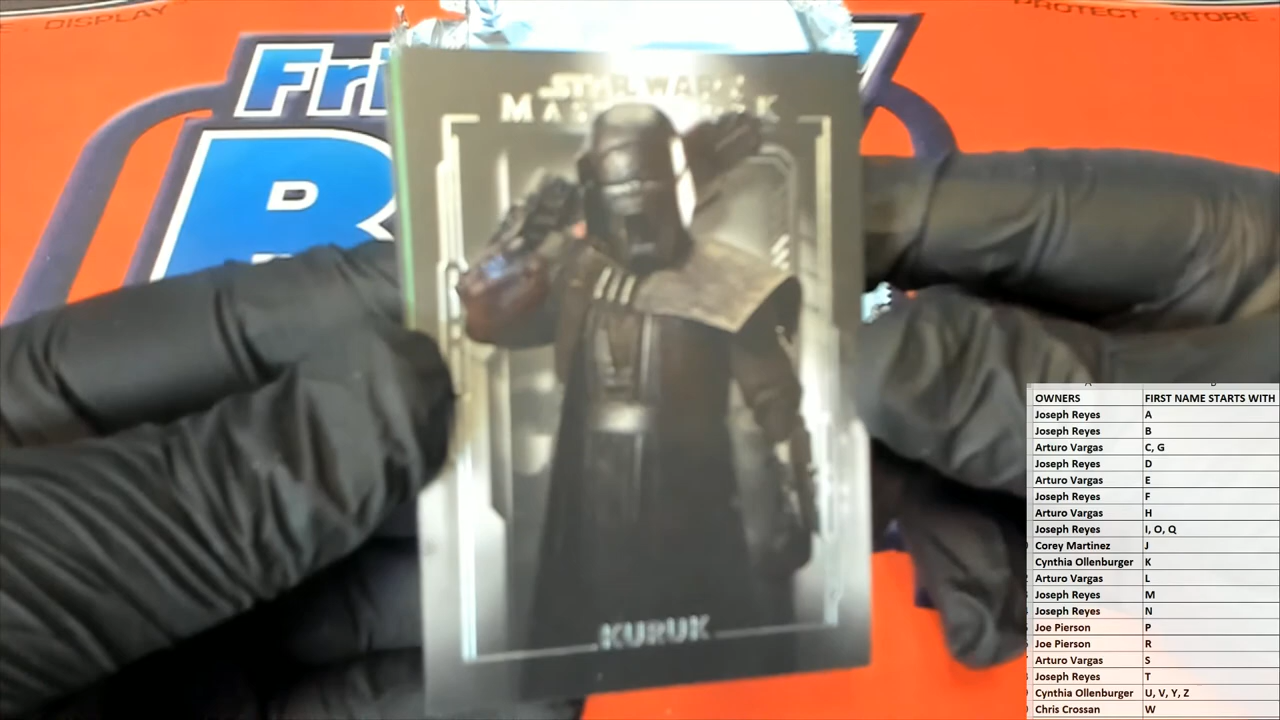 DISPLAY
PROTECT . STORE .
Fri
B
STAR WARS
KURUK
OWNERS FIRST NAME STARTS WITH
Joseph Reyes A
Joseph Reyes B
Arturo Vargas C, G
Joseph Reyes D
Arturo Vargas E
Joseph Reyes F
Arturo Vargas H
Joseph Reyes I, O, Q
Corey Martinez J
Cynthia Ollenburger K
Arturo Vargas L
Joseph Reyes M
Joseph Reyes N
Joe Pierson P
Joe Pierson R
Arturo Vargas S
Joseph Reyes T
Cynthia Ollenburger U, V, Y, Z
Chris Crossan W